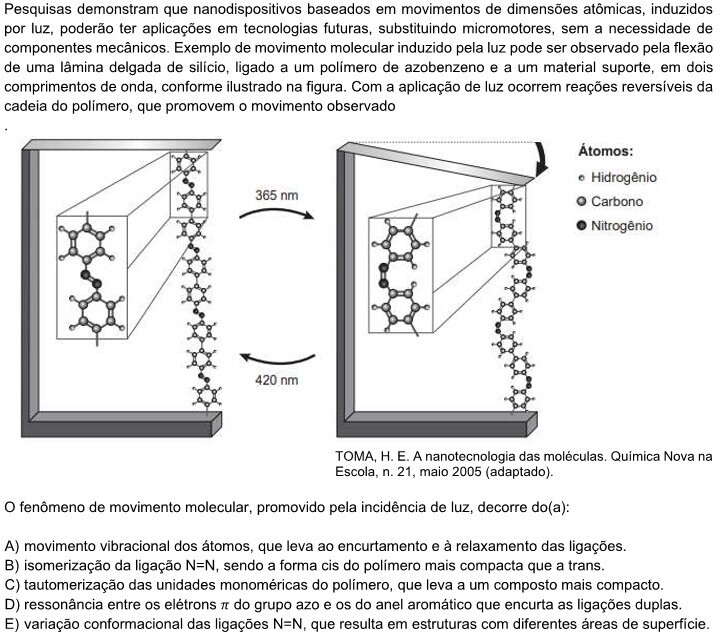 Pesquisas demonstram que nanodispositivos baseados em movimentos de dimensões atômicas, induzidos
por luz, poderão ter aplicações em tecnologias futuras, substituindo micromotores, sem a necessidade de
componentes mecânicos. Exemplo de movimento molecular induzido pela luz pode ser observado pela flexão
de uma lâmina delgada de silício, ligado a um polímero de azobenzeno e a um material suporte, em dois
comprimentos de onda, conforme ilustrado na figura. Com a aplicação de luz ocorrem reações reversíveis da
cadeia do polímero, que promovem o movimento observado
.
365 nm
420 nm
Átomos:
Hidrogênio
Carbono
Nitrogênio
TOMA, H. E. A nanotecnologia das moléculas. Química Nova na
Escola, n. 21, maio 2005 (adaptado).
O fenômeno de movimento molecular, promovido pela incidência de luz, decorre do(a):
A) movimento vibracional dos átomos, que leva ao encurtamento e à relaxamento das ligações.
B) isomerização da ligação N=N, sendo a forma cis do polímero mais compacta que a trans.
C) tautomerização das unidades monoméricas do polímero, que leva a um composto mais compacto.
D) ressonância entre os elétrons π do grupo azo e os do anel aromático que encurta as ligações duplas.
E) variação conformacional das ligações N=N, que resulta em estruturas com diferentes áreas de superfície.